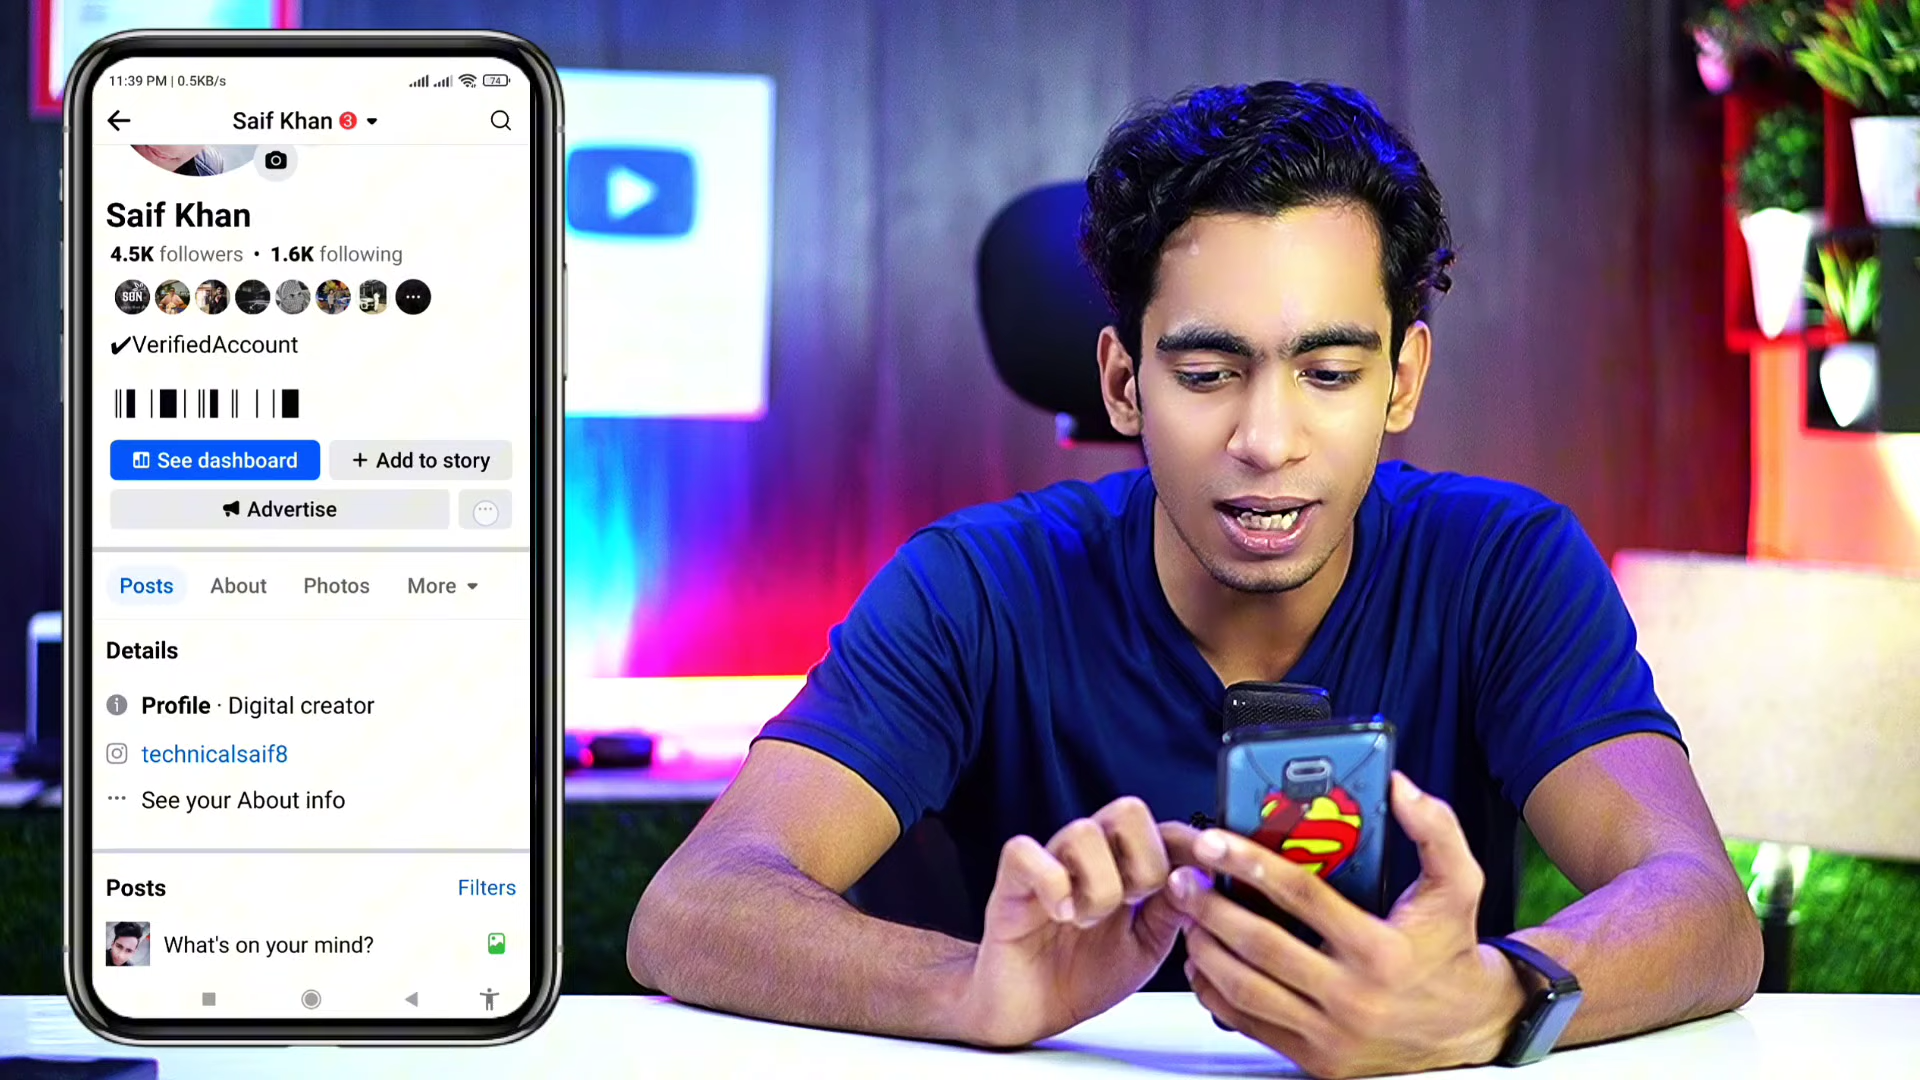 11:39 PM | 0.5KB/s
74
Saif Khan 3
Saif Khan
4.5K followers • 1.6K following
SGN
✔VerifiedAccount
See dashboard
+ Add to story
Advertise
Posts
About
Photos
More
Details
Profile · Digital creator
technicalsaif8
See your About info
Posts
Filters
What's on your mind?